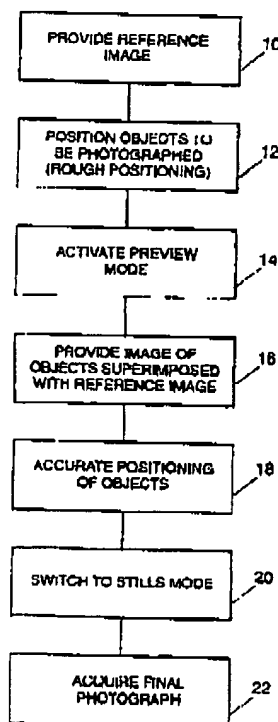 PROVIDE REFERENCE
IMAGE
10
POSITION OBJECTS TO
BE PHOTOGRAPHED
(ROUGH POSITIONING)
12
ACTIVATE PREVIEW
MODE
14
PROVIDE IMAGE OF
OBJECTS SUPERIMPOSED
WITH REFERENCE IMAGE
16
ACCURATE POSITIONING
OF OBJECTS
18
SWITCH TO STILLS MODE
20
ACQUIRE FINAL
PHOTOGRAPH
22